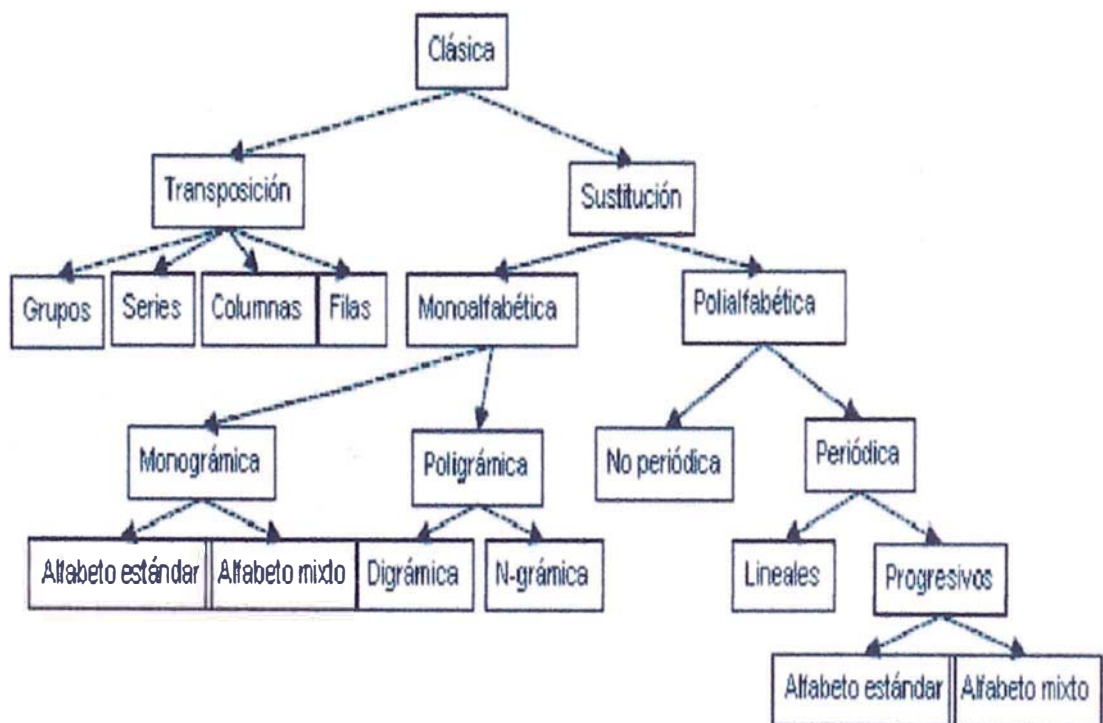 Clásica
Transposición
Sustitución
Grupos
Series
Columnas
Filas
Monoalfabética
Polialfabética
Monográmica
Poligrámica
No periódica
Periódica
Alfabeto estándar
Alfabeto mixto
Digrámica
N-grámica
Lineales
Progresivos
Alfabeto estándar
Alfabeto mixto